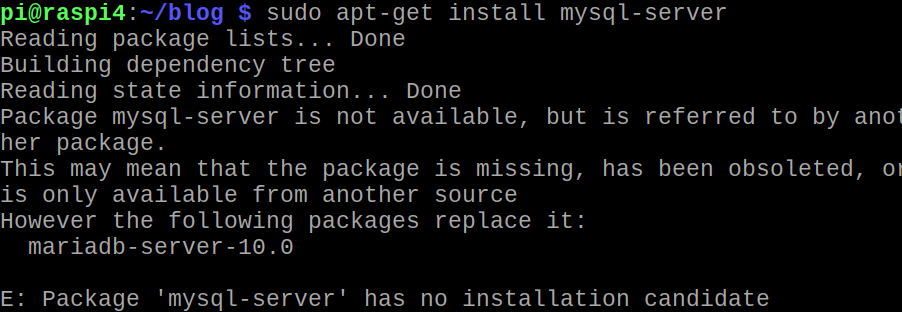 pi@raspi4:~/blog $ sudo apt-get install mysql-server
Reading package lists... Done
Building dependency tree
Reading state information... Done
Package mysql-server is not available, but is referred to by anot
her package.
This may mean that the package is missing, has been obsoleted, or
is only available from another source
However the following packages replace it:
  mariadb-server-10.0

E: Package 'mysql-server' has no installation candidate